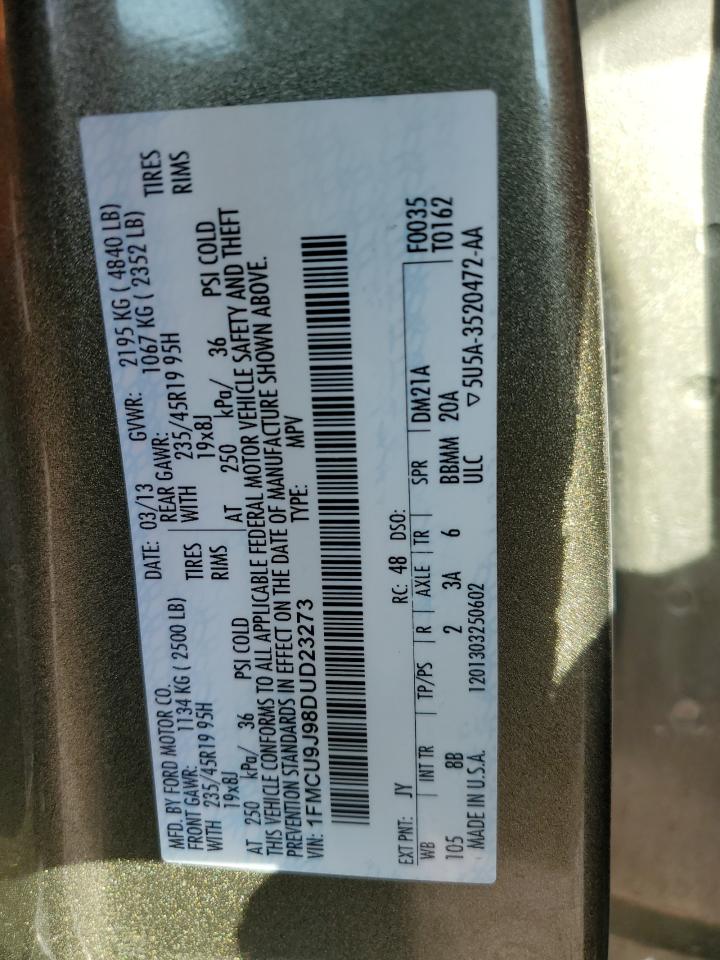 MFD. BY FORD MOTOR CO.
DATE: 03/13 GVWR: 2195 KG ( 4840 LB)
FRONT GAWR: 1134 KG ( 2500 LB) REAR GAWR: 1067 KG ( 2352 LB)
WITH 235/45R19 95H TIRES WITH 235/45R19 95H TIRES
19x8J RIMS 19x8J RIMS
AT 250 kPa/ 36 PSI COLD AT 250 kPa/ 36 PSI COLD
THIS VEHICLE CONFORMS TO ALL APPLICABLE FEDERAL MOTOR VEHICLE SAFETY AND THEFT
PREVENTION STANDARDS IN EFFECT ON THE DATE OF MANUFACTURE SHOWN ABOVE.
VIN: 1FMCU9J98DUD23273 TYPE: MPV
EXT PNT: JY RC: 48 DSO: F0035
WB INT TR TP/PS R AXLE TR SPR DM21A T0162
105 8B 2 3A 6 BBMM 20A
MADE IN U.S.A. 1201303250602 ULC ▽5U5A-3520472-AA